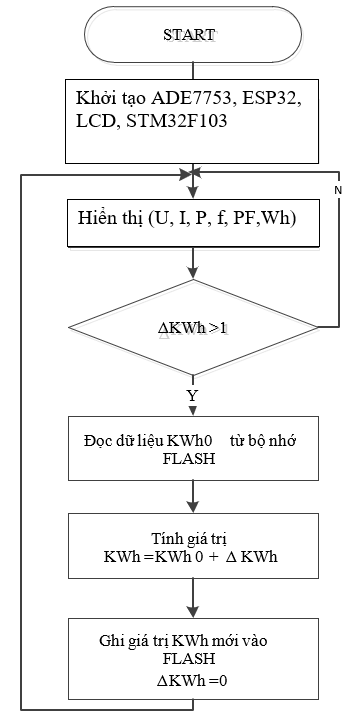 START
Khởi tạo ADE7753, ESP32,
LCD, STM32F103
N
Hiển thị (U, I, P, f, PF,Wh)
ΔKWh >1
Y
Đọc dữ liệu KWh0 từ bộ nhớ
FLASH
Tính giá trị
KWh =KWh 0 + Δ KWh
Ghi giá trị KWh mới vào
FLASH
ΔKWh =0